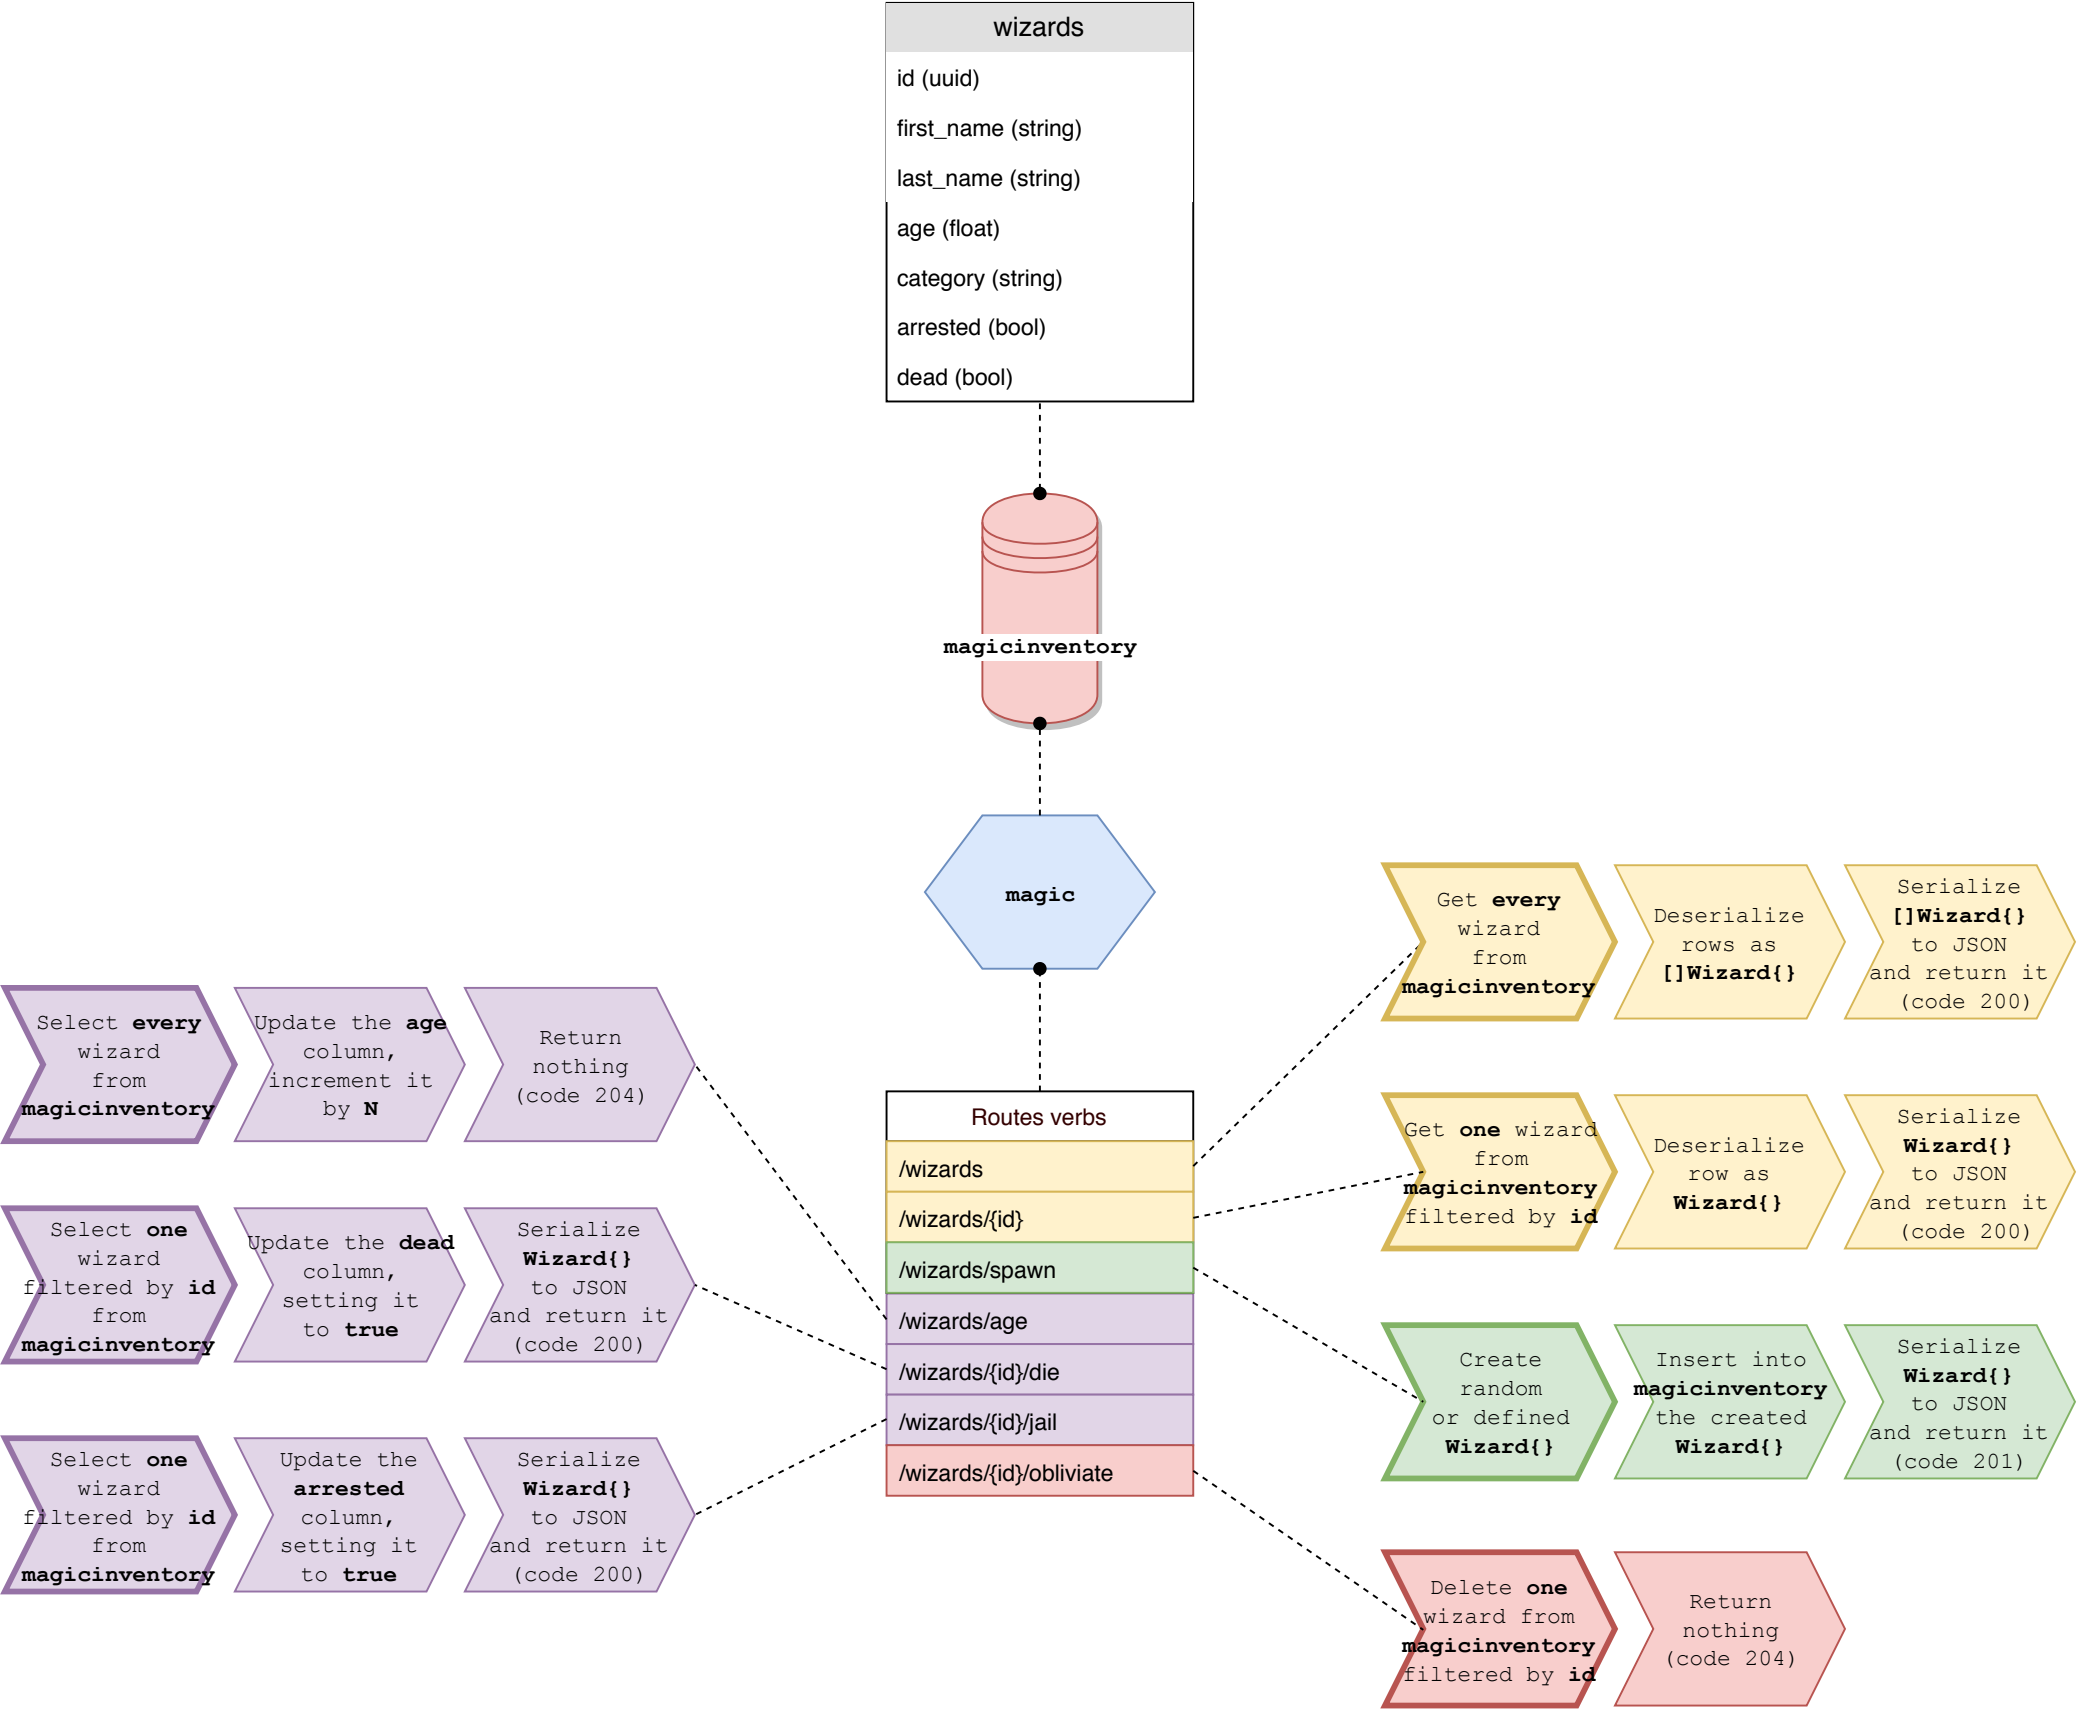 wizards
id (uuid)
first_name (string)
last_name (string)
age (float)
category (string)
arrested (bool)
dead (bool)
magicinventory
magic
Routes verbs
/wizards
/wizards/{id}
/wizards/spawn
/wizards/age
/wizards/{id}/die
/wizards/{id}/jail
/wizards/{id}/obliviate
Select every
wizard
from
magicinventory
Update the age
column,
increment it
by N
Return
nothing
(code 204)
Select one
wizard
filtered by id
from
magicinventory
Update the dead
column,
setting it
to true
Serialize
Wizard{}
to JSON
and return it
(code 200)
Select one
wizard
filtered by id
from
magicinventory
Update the
arrested
column,
setting it
to true
Serialize
Wizard{}
to JSON
and return it
(code 200)
Get every
wizard
from
magicinventory
Deserialize
rows as
[]Wizard{}
Serialize
[]Wizard{}
to JSON
and return it
(code 200)
Get one wizard
from
magicinventory
filtered by id
Deserialize
row as
Wizard{}
Serialize
Wizard{}
to JSON
and return it
(code 200)
Create
random
or defined
Wizard{}
Insert into
magicinventory
the created
Wizard{}
Serialize
Wizard{}
to JSON
and return it
(code 201)
Delete one
wizard from
magicinventory
filtered by id
Return
nothing
(code 204)